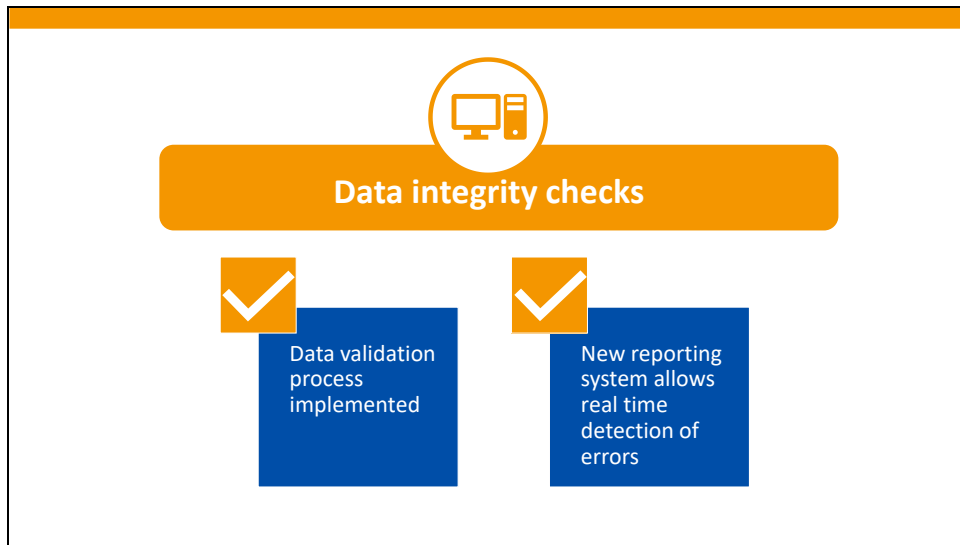 Data integrity checks
Data validation
process
implemented
New reporting
system allows
real time
detection of
errors